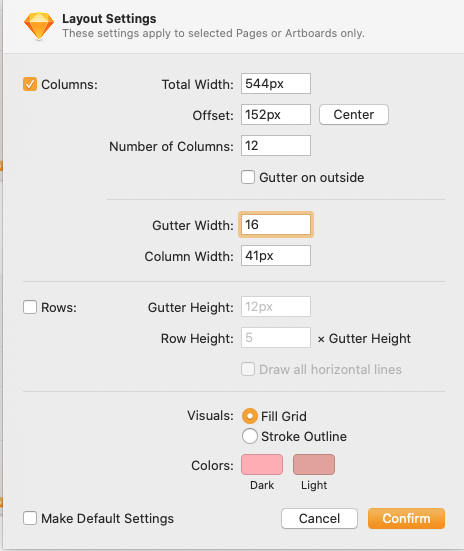 Layout Settings
These settings apply to selected Pages or Artboards only.
Columns: Total Width: 544px
Offset: 152px Center
Number of Columns: 12
Gutter on outside
Gutter Width: 16
Column Width: 41px
Rows: Gutter Height: 12px
Row Height: 5 × Gutter Height
Draw all horizontal lines
Visuals: Fill Grid
Stroke Outline
Colors:
Dark Light
Make Default Settings Cancel Confirm